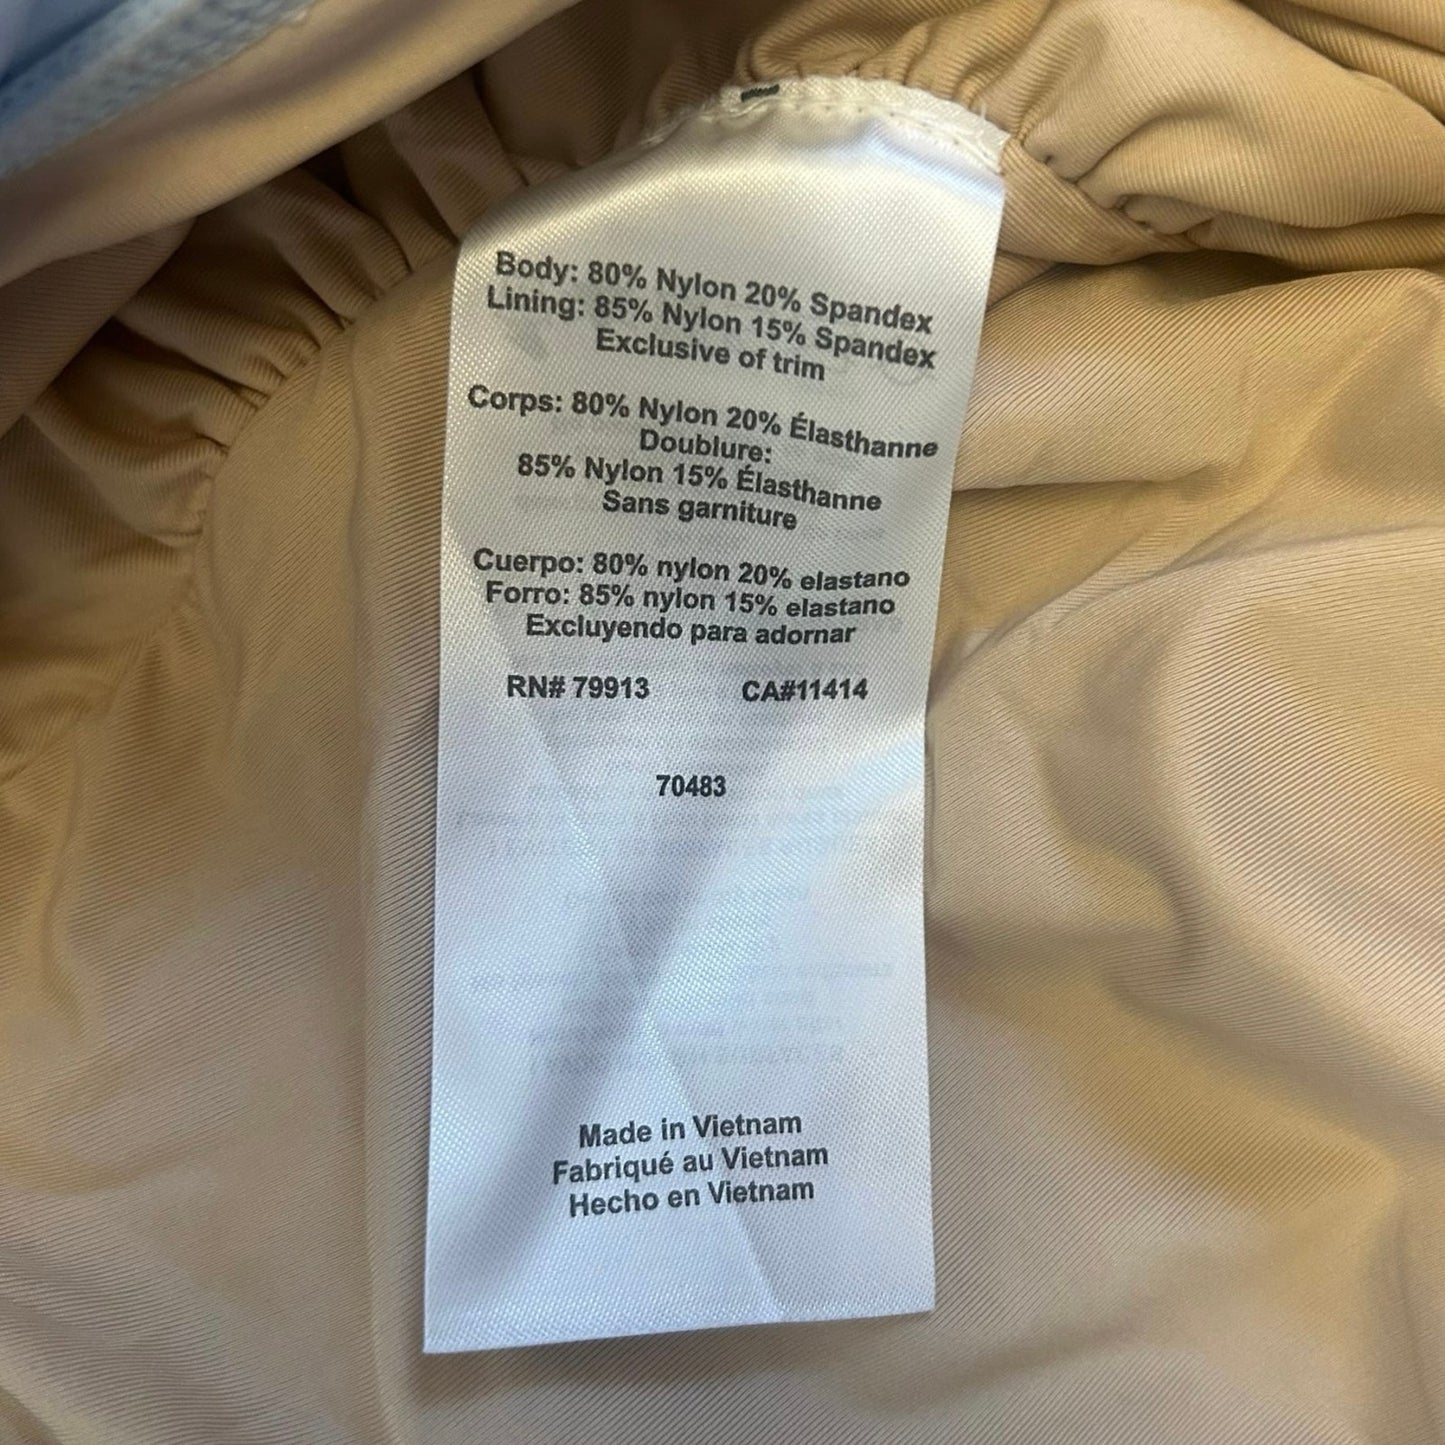 Body: 80% Nylon 20% Spandex
Lining: 85% Nylon 15% Spandex
Exclusive of trim
Corps: 80% Nylon 20% Élasthanne
Doublure:
85% Nylon 15% Élasthanne
Sans garniture
Cuerpo: 80% nylon 20% elastano
Forro: 85% nylon 15% elastano
Excluyendo para adornar
RN# 79913 CA#11414
70483
Made in Vietnam
Fabriqué au Vietnam
Hecho en Vietnam